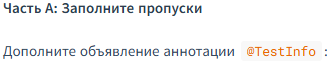 Часть A: Заполните пропуски
Дополните объявление аннотации @TestInfo :